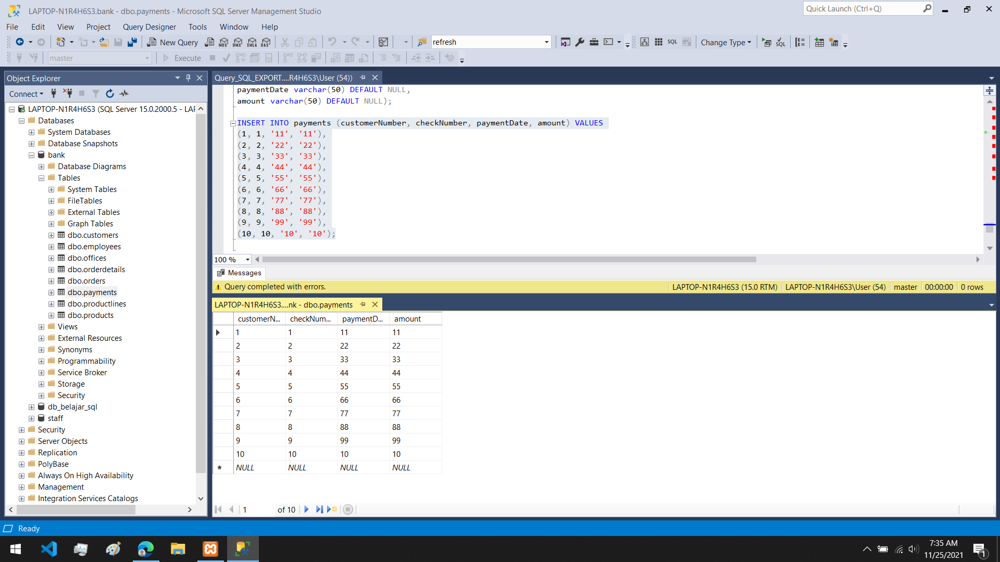 LAPTOP-N1R4H6S3.bank - dbo.payments - Microsoft SQL Server Management Studio
Quick Launch (Ctrl+Q)
File Edit View Project Query Designer Tools Window Help
New Query MDX DMX XMLA DAX refresh SQL Change Type SQL
master Execute
Object Explorer
Connect
LAPTOP-N1R4H6S3 (SQL Server 15.0.2000.5 - LAP
Databases
System Databases
Database Snapshots
bank
Database Diagrams
Tables
System Tables
FileTables
External Tables
Graph Tables
dbo.customers
dbo.employees
dbo.offices
dbo.orderdetails
dbo.orders
dbo.payments
dbo.productlines
dbo.products
Views
External Resources
Synonyms
Programmability
Service Broker
Storage
Security
db_belajar_sql
staff
Security
Server Objects
Replication
PolyBase
Always On High Availability
Management
Integration Services Catalogs
Query_SQL_EXPORT....R4H6S3\User (54))
paymentDate varchar(50) DEFAULT NULL,
amount varchar(50) DEFAULT NULL);
INSERT INTO payments (customerNumber, checkNumber, paymentDate, amount) VALUES
(1, 1, '11', '11'),
(2, 2, '22', '22'),
(3, 3, '33', '33'),
(4, 4, '44', '44'),
(5, 5, '55', '55'),
(6, 6, '66', '66'),
(7, 7, '77', '77'),
(8, 8, '88', '88'),
(9, 9, '99', '99'),
(10, 10, '10', '10');
100 %
Messages
Query completed with errors. LAPTOP-N1R4H6S3 (15.0 RTM) LAPTOP-N1R4H6S3\User (54) master 00:00:00 0 rows
LAPTOP-N1R4H6S3....nk - dbo.payments
customerN... checkNum... paymentD... amount
1 1 11 11
2 2 22 22
3 3 33 33
4 4 44 44
5 5 55 55
6 6 66 66
7 7 77 77
8 8 88 88
9 9 99 99
10 10 10 10
NULL NULL NULL NULL
1 of 10
Ready
7:35 AM
11/25/2021
1